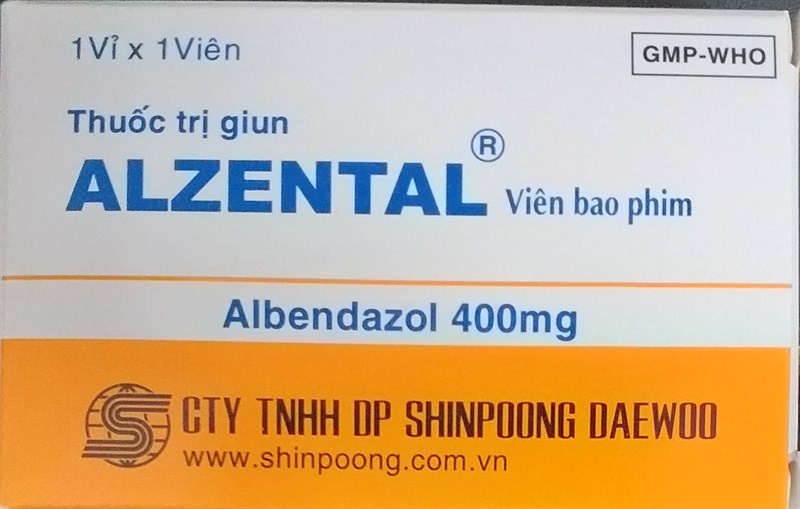 1Vỉ x 1Viên
GMP-WHO
Thuốc trị giun
ALZENTAL® Viên bao phim
Albendazol 400mg
CTY TNHH DP SHINPOONG DAEWOO
www.shinpoong.com.vn